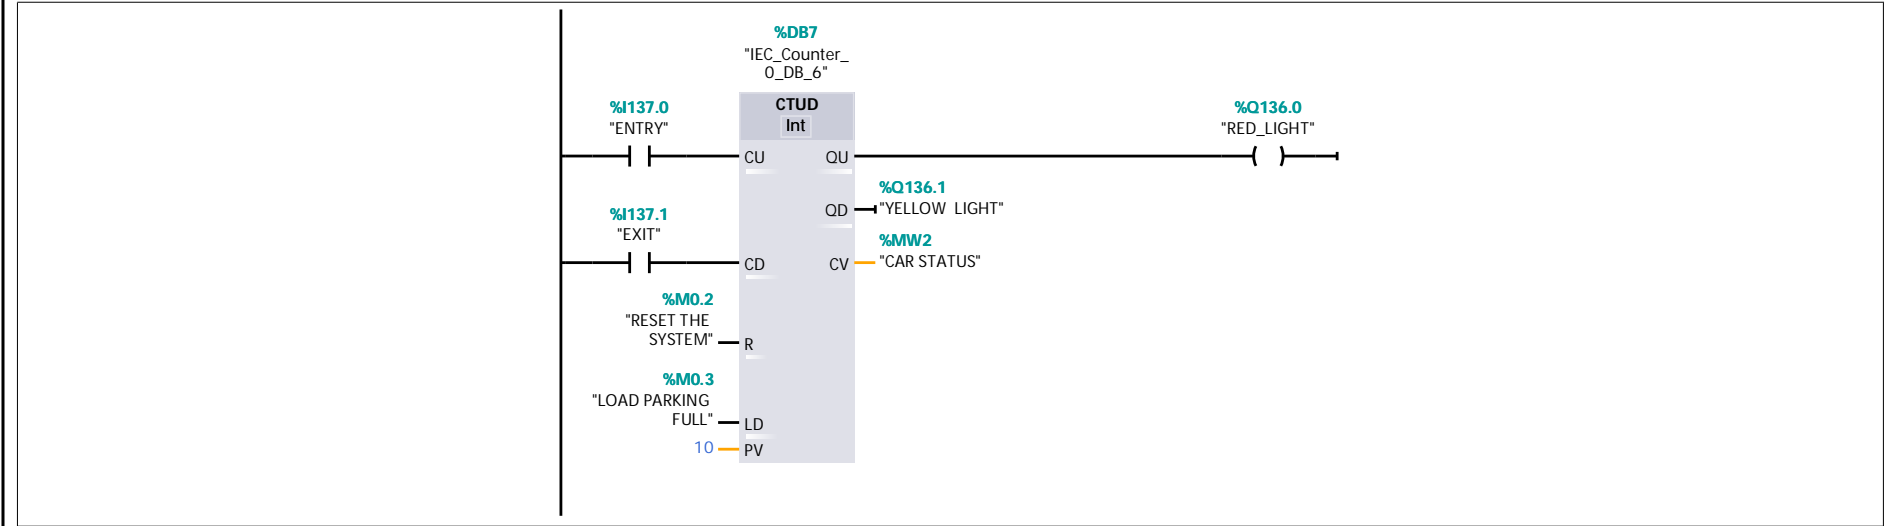 %DB7
"IEC_Counter_
0_DB_6"
CTUD
Int
%I137.0
"ENTRY"
CU
QU
%Q136.0
"RED_LIGHT"
QD
%Q136.1
"YELLOW  LIGHT"
%I137.1
"EXIT"
CD
CV
%MW2
"CAR STATUS"
%M0.2
"RESET THE
SYSTEM"
R
%M0.3
"LOAD PARKING
FULL"
LD
10
PV